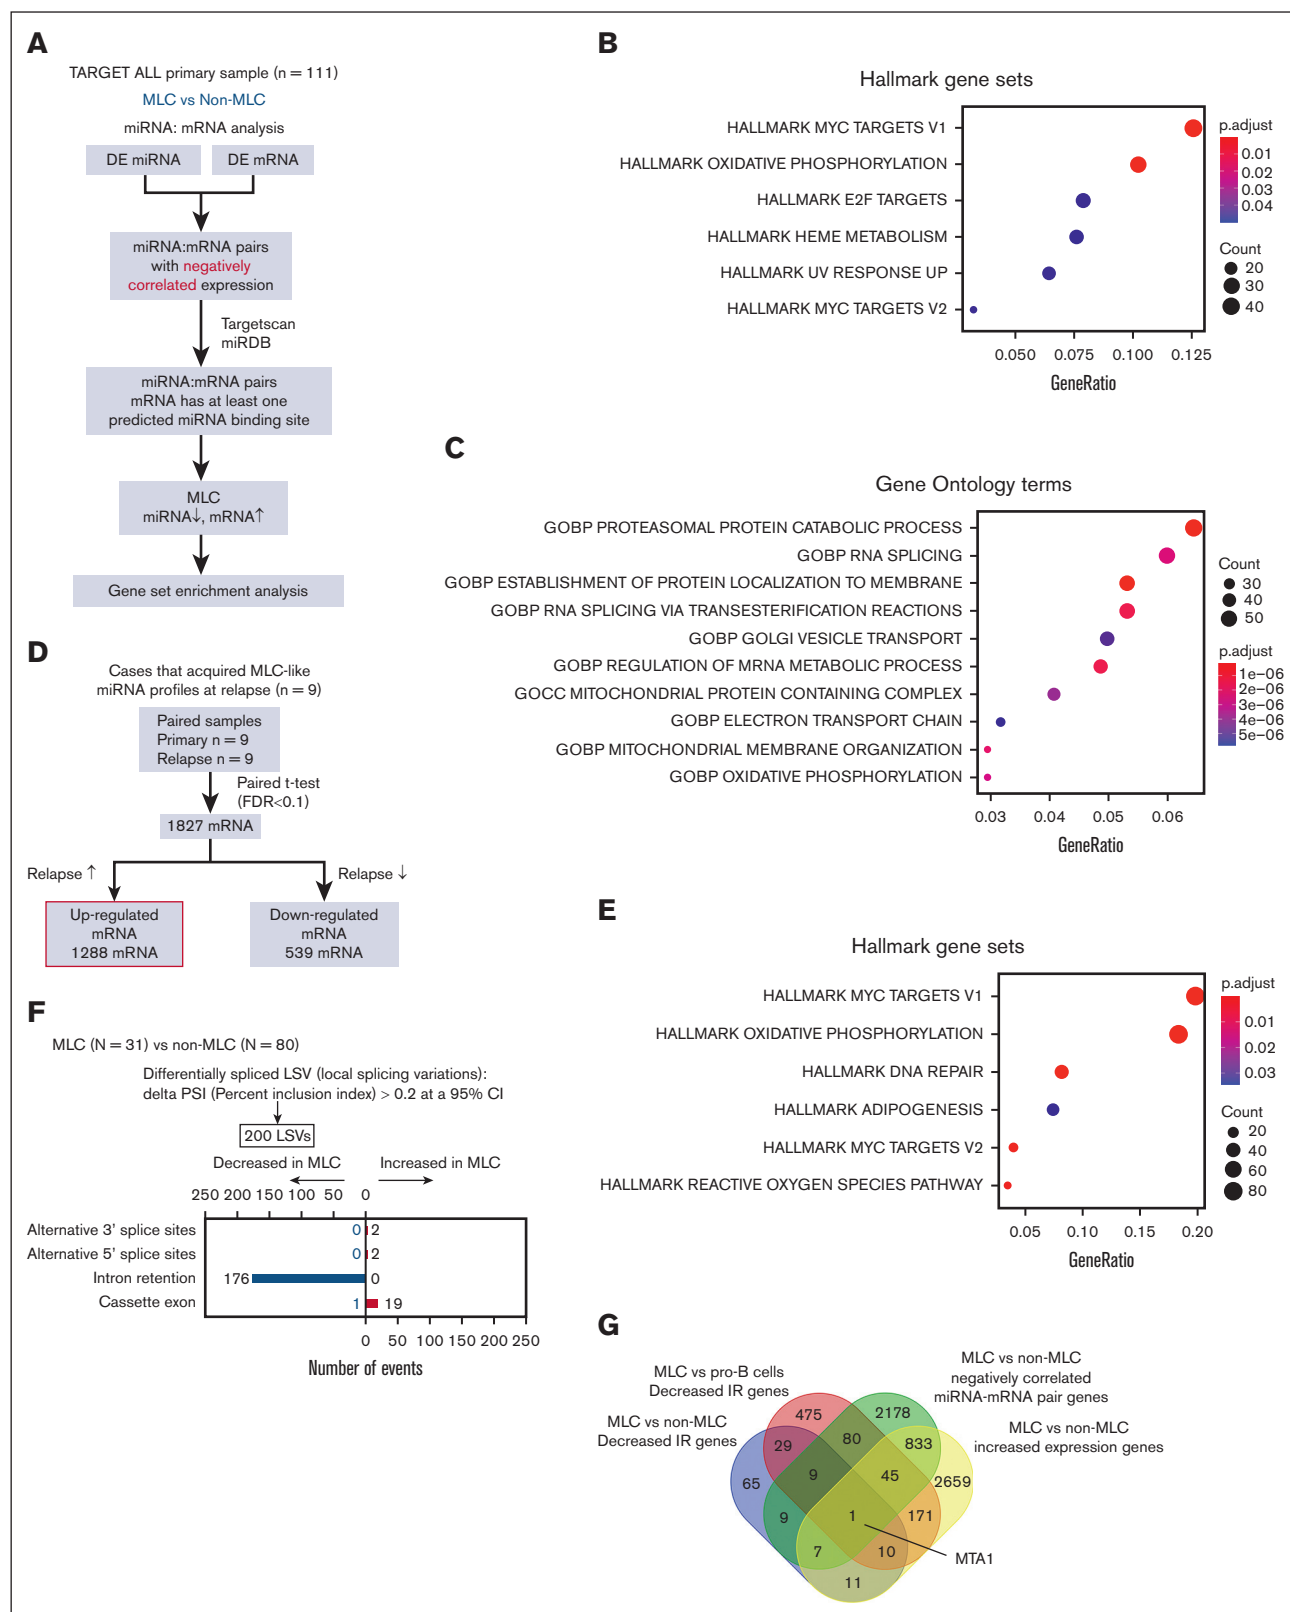 A
TARGET ALL primary sample (n = 111)
MLC vs Non-MLC
miRNA: mRNA analysis
DE miRNA
DE mRNA
miRNA:mRNA pairs
with negatively
correlated expression
Targetscan
miRDB
miRNA:mRNA pairs
mRNA has at least one
predicted miRNA binding site
MLC
miRNA↓, mRNA↑
Gene set enrichment analysis
B
Hallmark gene sets
HALLMARK MYC TARGETS V1
HALLMARK OXIDATIVE PHOSPHORYLATION
HALLMARK E2F TARGETS
HALLMARK HEME METABOLISM
HALLMARK UV RESPONSE UP
HALLMARK MYC TARGETS V2
0.050 0.075 0.100 0.125
GeneRatio
p.adjust
0.01
0.02
0.03
0.04
Count
20
30
40
C
Gene Ontology terms
GOBP PROTEASOMAL PROTEIN CATABOLIC PROCESS
GOBP RNA SPLICING
GOBP ESTABLISHMENT OF PROTEIN LOCALIZATION TO MEMBRANE
GOBP RNA SPLICING VIA TRANSESTERIFICATION REACTIONS
GOBP GOLGI VESICLE TRANSPORT
GOBP REGULATION OF MRNA METABOLIC PROCESS
GOCC MITOCHONDRIAL PROTEIN CONTAINING COMPLEX
GOBP ELECTRON TRANSPORT CHAIN
GOBP MITOCHONDRIAL MEMBRANE ORGANIZATION
GOBP OXIDATIVE PHOSPHORYLATION
0.03 0.04 0.05 0.06
GeneRatio
Count
30
40
50
p.adjust
1e−06
2e−06
3e−06
4e−06
5e−06
D
Cases that acquired MLC-like
miRNA profiles at relapse (n = 9)
Paired samples
Primary n = 9
Relapse n = 9
Paired t-test
(FDR<0.1)
1827 mRNA
Relapse ↑
Relapse ↓
Up-regulated
mRNA
1288 mRNA
Down-regulated
mRNA
539 mRNA
E
Hallmark gene sets
HALLMARK MYC TARGETS V1
HALLMARK OXIDATIVE PHOSPHORYLATION
HALLMARK DNA REPAIR
HALLMARK ADIPOGENESIS
HALLMARK MYC TARGETS V2
HALLMARK REACTIVE OXYGEN SPECIES PATHWAY
0.05 0.10 0.15 0.20
GeneRatio
p.adjust
0.01
0.02
0.03
Count
20
40
60
80
F
MLC (N = 31) vs non-MLC (N = 80)
Differentially spliced LSV (local splicing variations):
delta PSI (Percent inclusion index) > 0.2 at a 95% CI
200 LSVs
Decreased in MLC
Increased in MLC
250 200 150 100 50 0
Alternative 3' splice sites 0 2
Alternative 5' splice sites 0 2
Intron retention 176 0
Cassette exon 1 19
0 50 100 150 200 250
Number of events
G
MLC vs pro-B cells
Decreased IR genes
MLC vs non-MLC
negatively correlated
miRNA-mRNA pair genes
MLC vs non-MLC
Decreased IR genes
MLC vs non-MLC
increased expression genes
475
2178
29
80
833
65
9
45
2659
9
1
171
7
10
11
MTA1